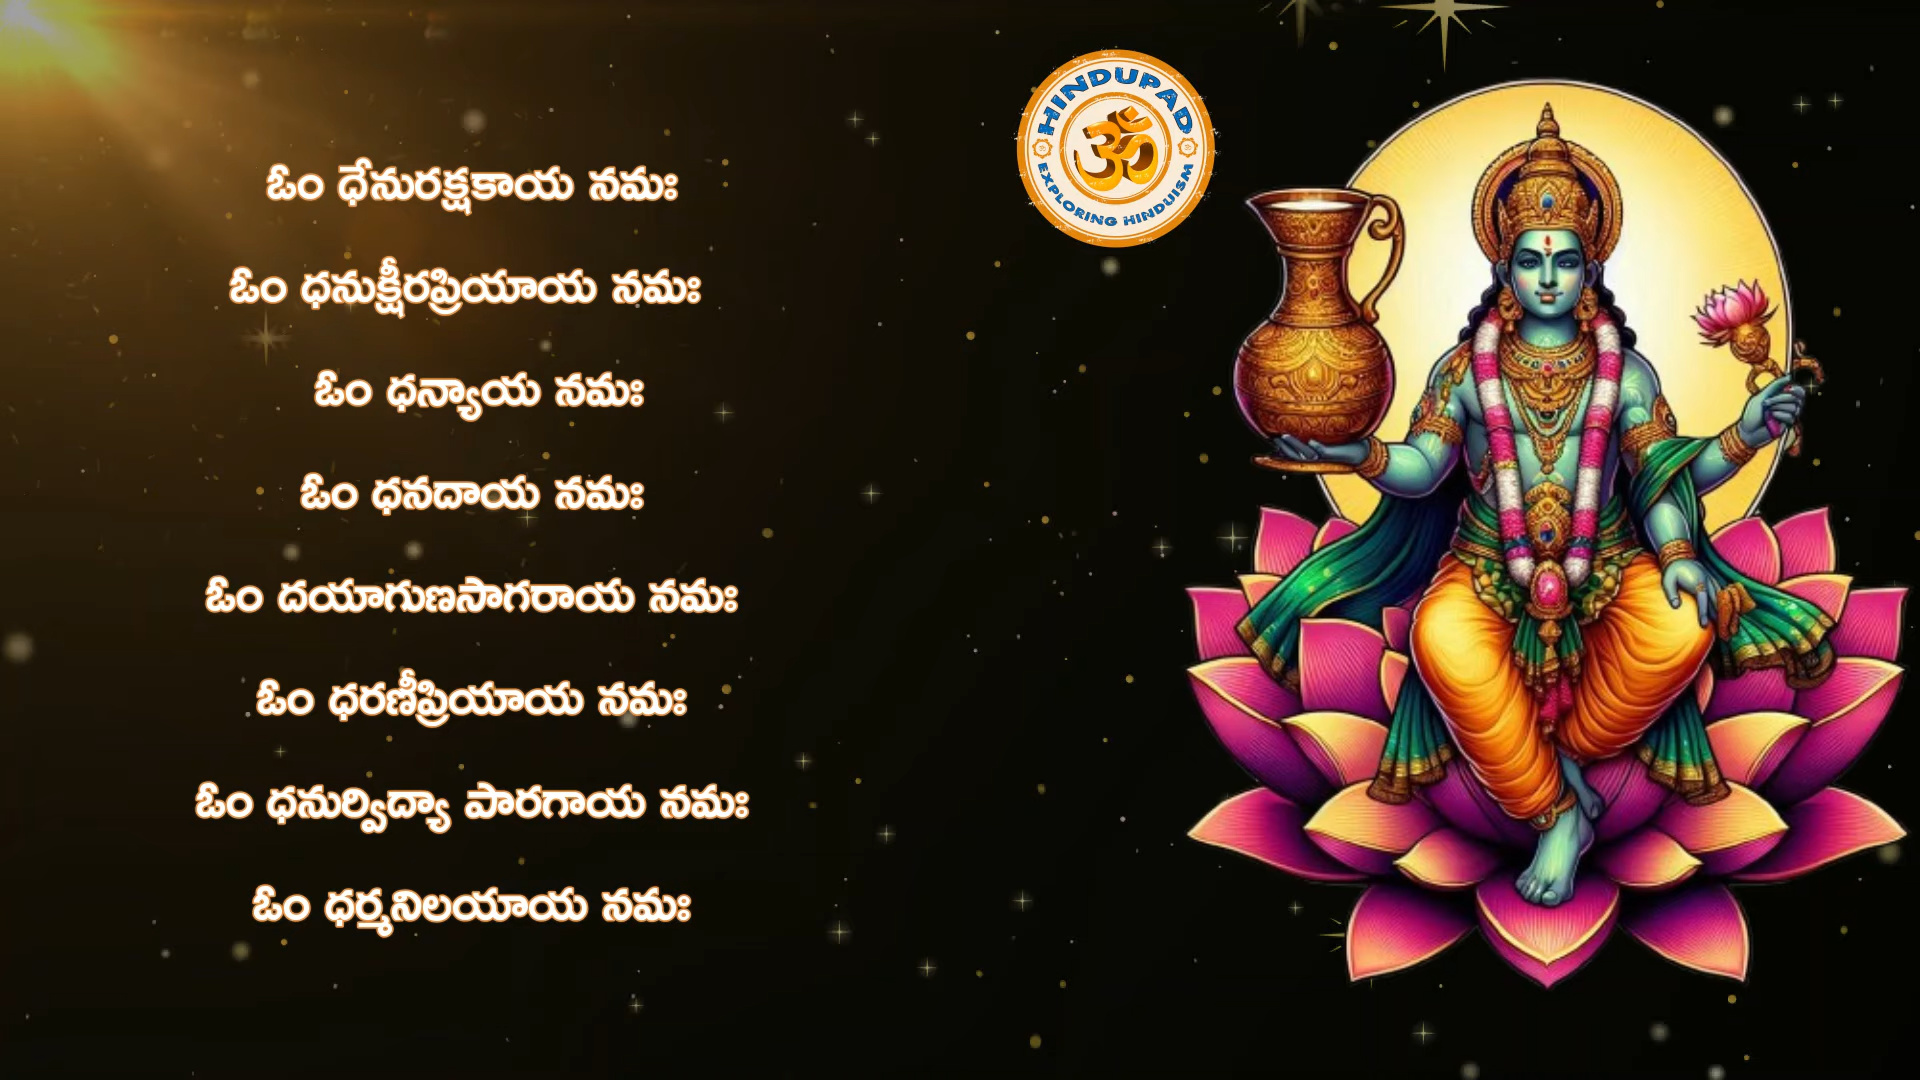 ఓం ధేనురక్షకాయ నమః
ఓం ధనుక్షీరప్రియాయ నమః
ఓం ధన్యాయ నమః
ఓం ధనదాయ నమః
ఓం దయాగుణసాగరాయ నమః
ఓం ధరణీప్రియాయ నమః
ఓం ధనుర్విద్యా పారగాయ నమః
ఓం ధర్మనిలయాయ నమః
HINDUPAD
ॐ
EXPLORING HINDUISM